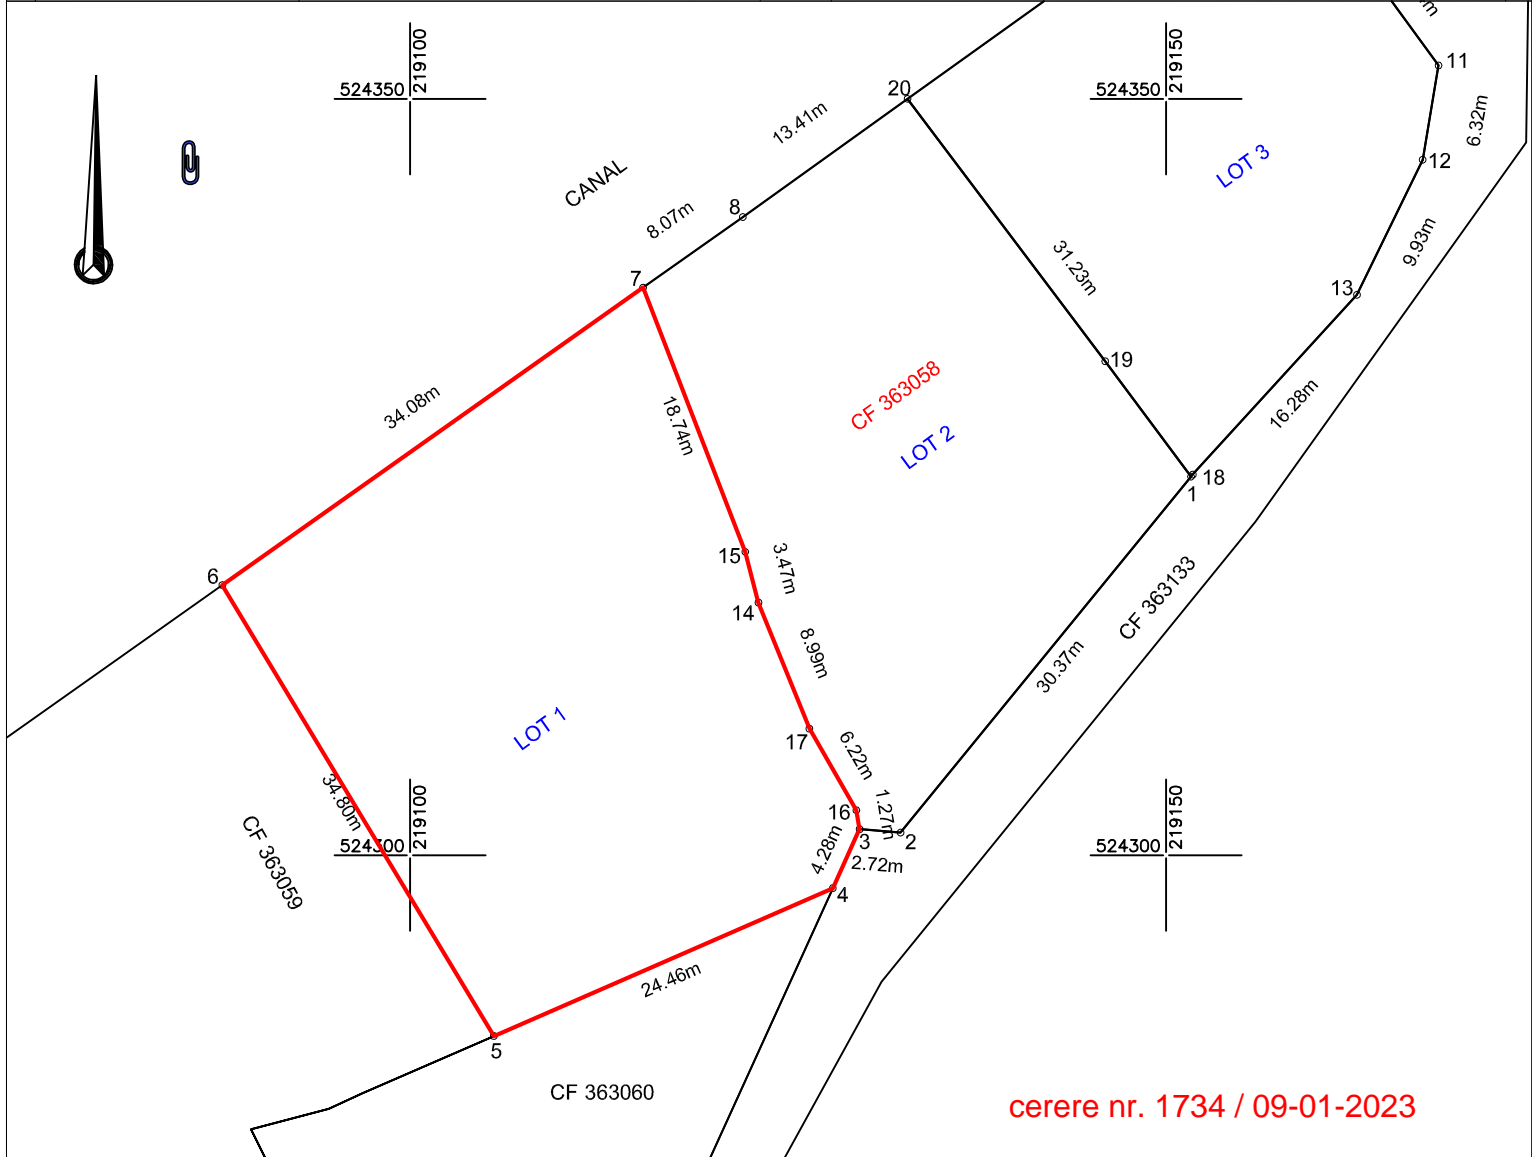 524350
219100
524350
219150
11
20
13.41m
6.32m
12
LOT 3
CANAL
8
8.07m
9.93m
31.23m
7
13
19
CF 363058
34.08m
18.74m
16.28m
LOT 2
18
1
15
3.47m
6
14
CF 363133
8.99m
30.37m
LOT 1
17
6.22m
34.80m
16
1.27m
219100
219150
524300
524300
3
2
4.28m
2.72m
CF 363059
4
24.46m
5
CF 363060
cerere nr. 1734 / 09-01-2023